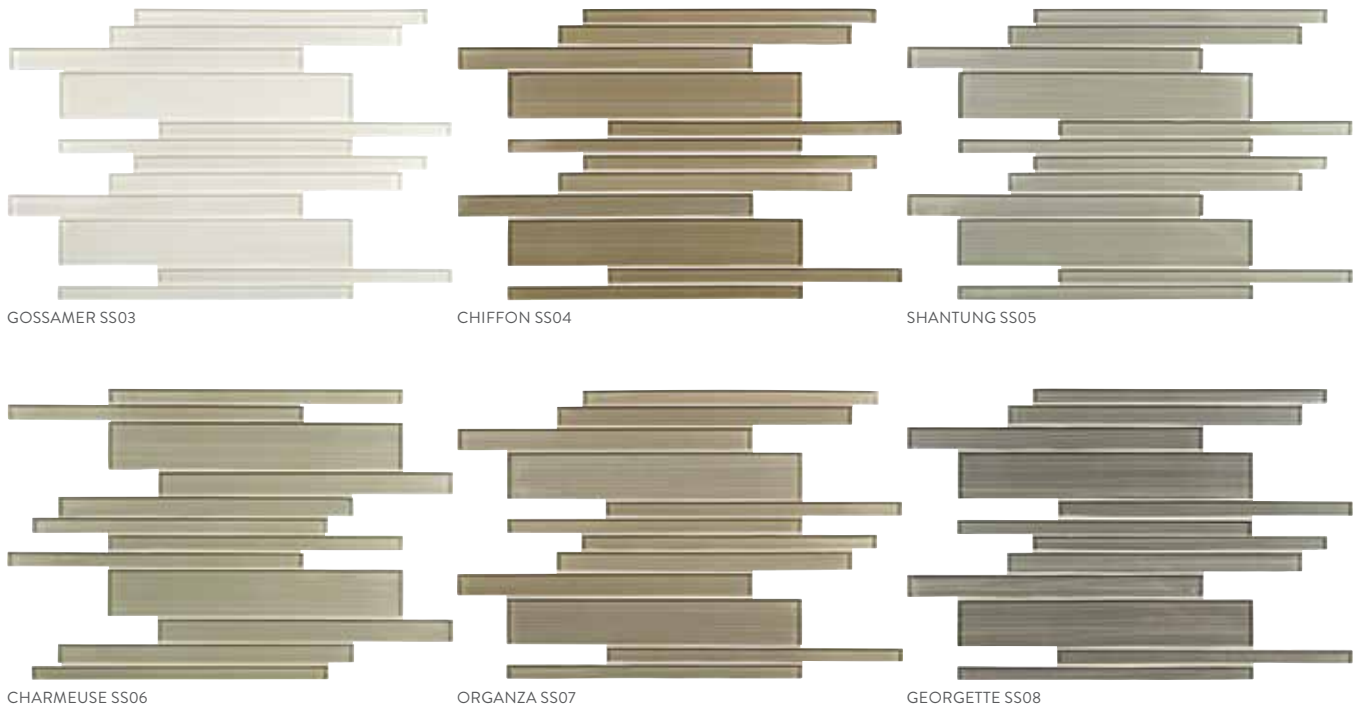 GOSSAMER SS03
CHIFFON SS04
SHANTUNG SS05
CHARMEUSE SS06
ORGANZA SS07
GEORGETTE SS08